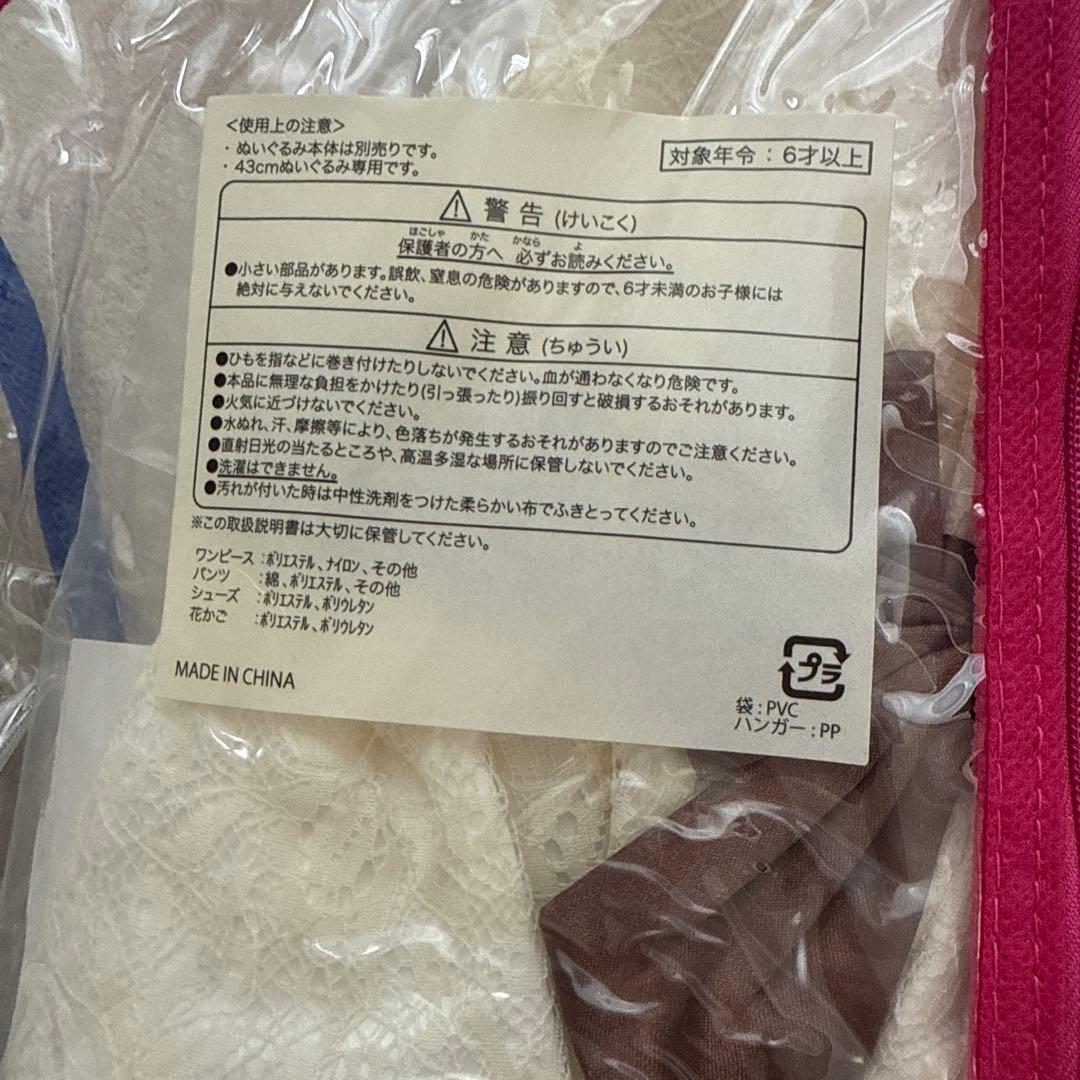 <使用上の注意>
・ぬいぐるみ本体は別売りです。
・43cmぬいぐるみ専用です。
対象年令：6才以上
警告 (けいこく)
保護者の方へ 必ずお読みください。
●小さい部品があります。誤飲、窒息の危険がありますので、6才未満のお子様には
絶対に与えないでください。
注意 (ちゅうい)
●ひもを指などに巻き付けたりしないでください。血が通わなくなり危険です。
●本品に無理な負担をかけたり(引っ張ったり)振り回すと破損するおそれがあります。
●火気に近づけないでください。
●水ぬれ、汗、摩擦等により、色落ちが発生するおそれがありますのでご注意ください。
●直射日光の当たるところや、高温多湿な場所に保管しないでください。
●洗濯はできません。
●汚れが付いた時は中性洗剤をつけた柔らかい布でふきとってください。
※この取扱説明書は大切に保管してください。
ワンピース：ポリエステル、ナイロン、その他
パンツ：綿、ポリエステル、その他
シューズ：ポリエステル、ポリウレタン
花かご：ポリエステル、ポリウレタン
MADE IN CHINA
プラ
袋：PVC
ハンガー：PP